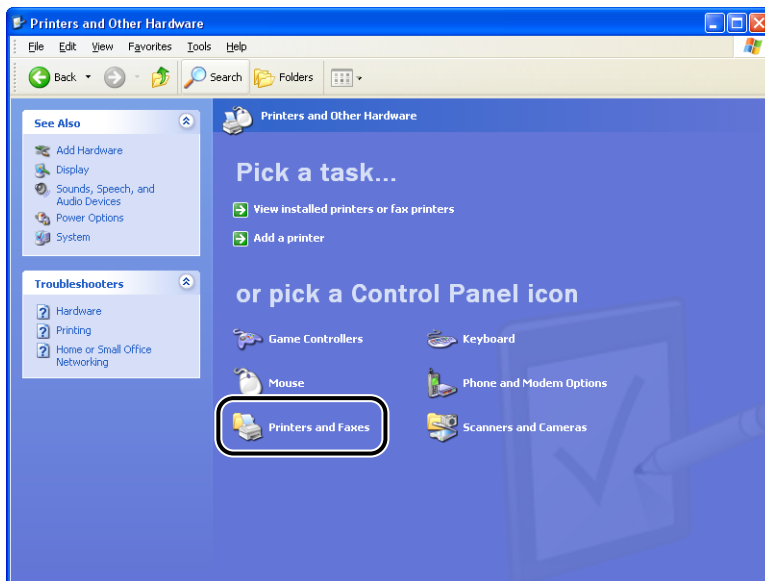 Printers and Other Hardware
File Edit View Favorites Tools Help
Back Search Folders
See Also
Add Hardware
Display
Sounds, Speech, and
Audio Devices
Power Options
System
Troubleshooters
Hardware
Printing
Home or Small Office
Networking
Printers and Other Hardware
Pick a task...
View installed printers or fax printers
Add a printer
or pick a Control Panel icon
Game Controllers Keyboard
Mouse Phone and Modem Options
Printers and Faxes Scanners and Cameras